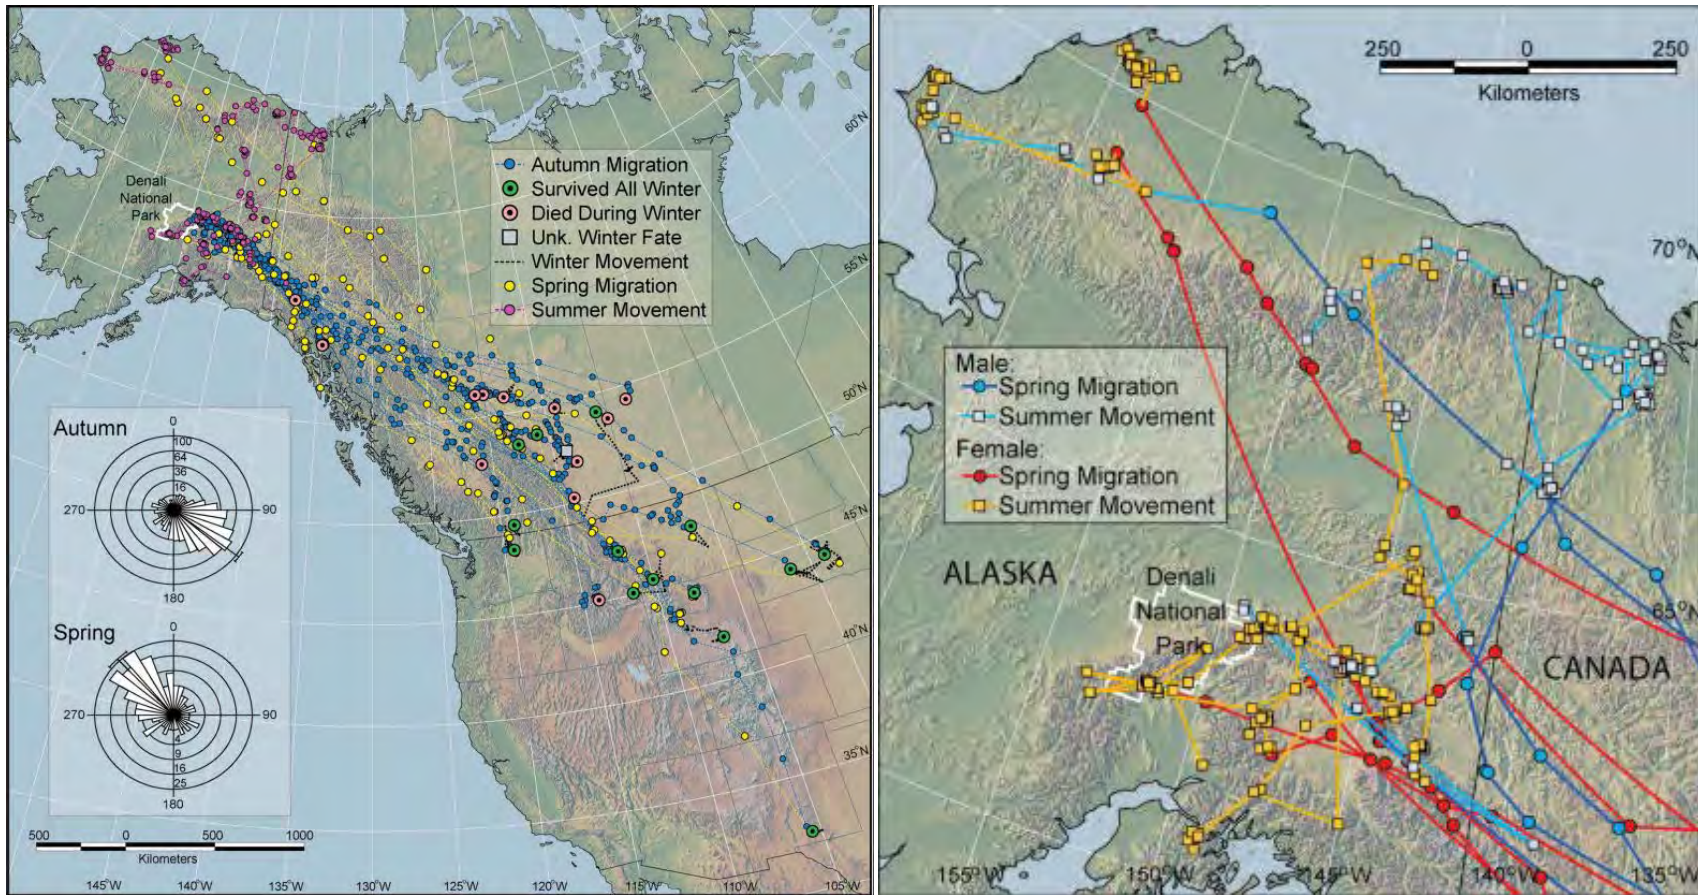 60°N
Autumn Migration
Survived All Winter
Died During Winter
Unk. Winter Fate
Winter Movement
Spring Migration
Summer Movement
Denali
National
Park
55°N
50°N
45°N
40°N
35°N
Autumn
0
100
64
36
16
270
90
180
Spring
0
270
90
4
9
16
25
180
500
0
500
1000
Kilometers
145°W
140°W
135°W
130°W
125°W
120°W
115°W
110°W
105°W
250
0
250
Kilometers
70°N
Male:
Spring Migration
Summer Movement
Female:
Spring Migration
Summer Movement
ALASKA
Denali
National
Park
65°N
CANADA
155°W
150°W
145°W
140°W
135°W